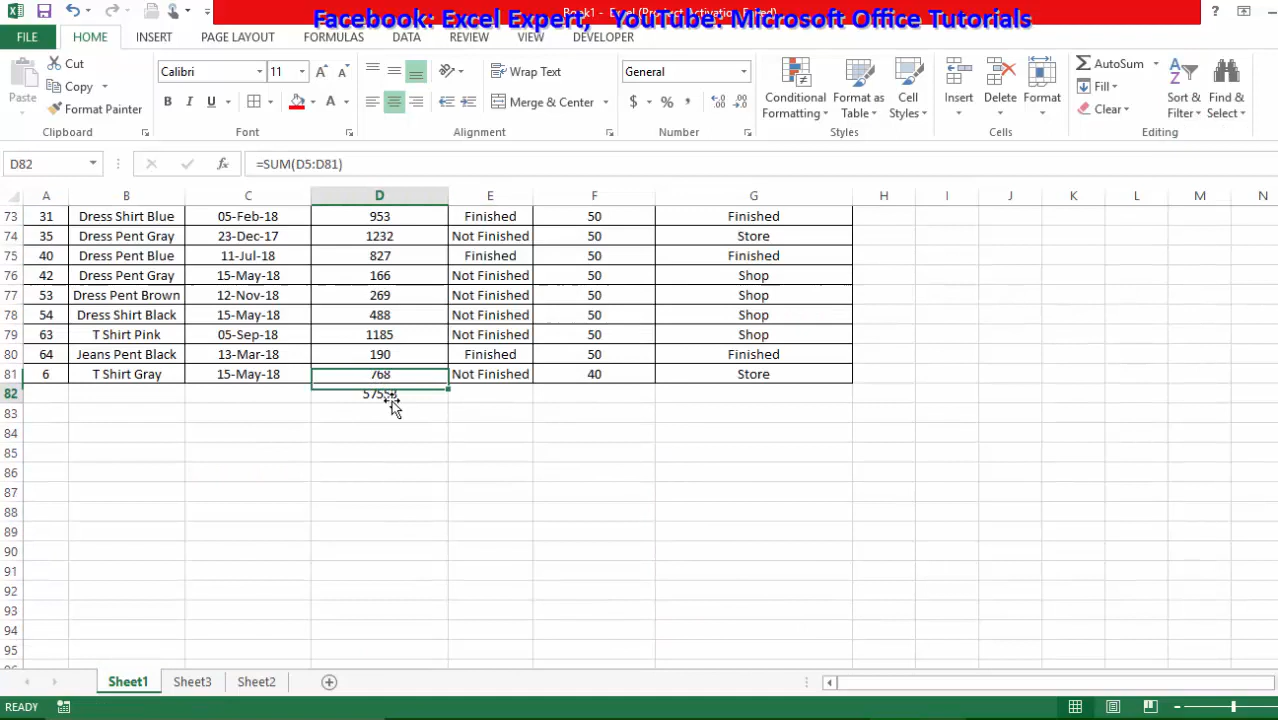 Book1 - Excel (Product Activation Failed)
Facebook: Excel Expert, YouTube: Microsoft Office Tutorials
FILE HOME INSERT PAGE LAYOUT FORMULAS DATA REVIEW VIEW DEVELOPER
Paste Cut Copy Format Painter
Calibri 11 B I U A A A
Wrap Text Merge & Center
General $ % ,
Conditional Formatting Format as Table Cell Styles
Insert Delete Format
AutoSum Fill Clear Sort & Filter Find & Select
Clipboard Font Alignment Number Styles Cells Editing
D82 fx =SUM(D5:D81)
A B C D E F G H I J K L M N
73 31 Dress Shirt Blue 05-Feb-18 953 Finished 50 Finished
74 35 Dress Pent Gray 23-Dec-17 1232 Not Finished 50 Store
75 40 Dress Pent Blue 11-Jul-18 827 Finished 50 Finished
76 42 Dress Pent Gray 15-May-18 166 Not Finished 50 Shop
77 53 Dress Pent Brown 12-Nov-18 269 Not Finished 50 Shop
78 54 Dress Shirt Black 15-May-18 488 Not Finished 50 Shop
79 63 T Shirt Pink 05-Sep-18 1185 Not Finished 50 Shop
80 64 Jeans Pent Black 13-Mar-18 190 Finished 50 Finished
81 6 T Shirt Gray 15-May-18 768 Not Finished 40 Store
82
83
84
85
86
87
88
89
90
91
92
93
94
95
Sheet1 Sheet3 Sheet2
READY